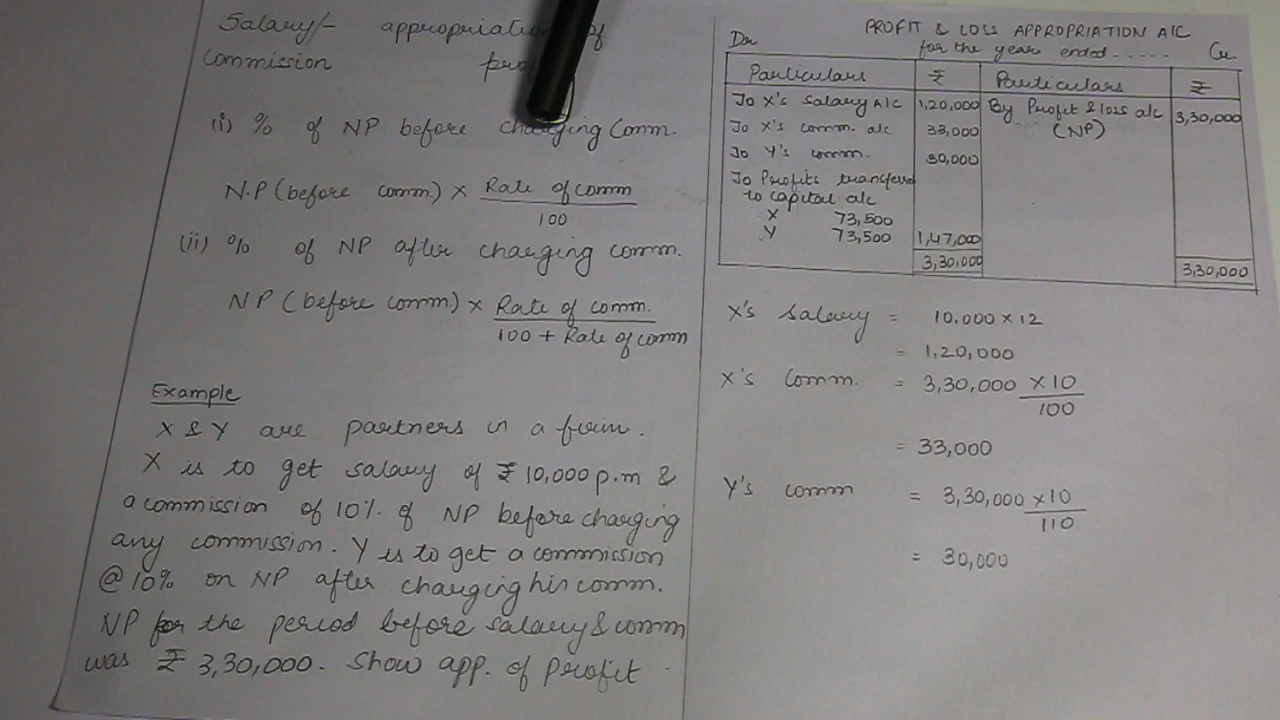 Salary/- appropriation of
commission
(i) % of NP before charging Comm.
N.P (before comm.) × Rate of comm
100
(ii) % of NP after charging comm.
NP (before comm.) × Rate of comm.
100 + Rate of comm
Example
X & Y are partners in a firm.
X is to get salary of ₹ 10,000 p.m &
a commission of 10% of NP before charging
any commission. Y is to get a commission
@ 10% on NP after charging his comm.
NP for the period before salary & comm
was ₹ 3,30,000. Show app. of Profit
PROFIT & LOSS APPROPRIATION A/C
Dr for the year ended..... Cr.
Particulars ₹ Particulars ₹
To X's Salary A/C 1,20,000 By Profit & loss a/c 3,30,000
To X's comm. a/c 33,000 (NP)
To Y's comm. 30,000
To Profits transferred
to capital a/c
X 73,500
Y 73,500 1,47,000
3,30,000 3,30,000
X's Salary = 10,000 × 12
= 1,20,000
X's Comm. = 3,30,000 × 10
100
= 33,000
Y's comm = 3,30,000 × 10
110
= 30,000